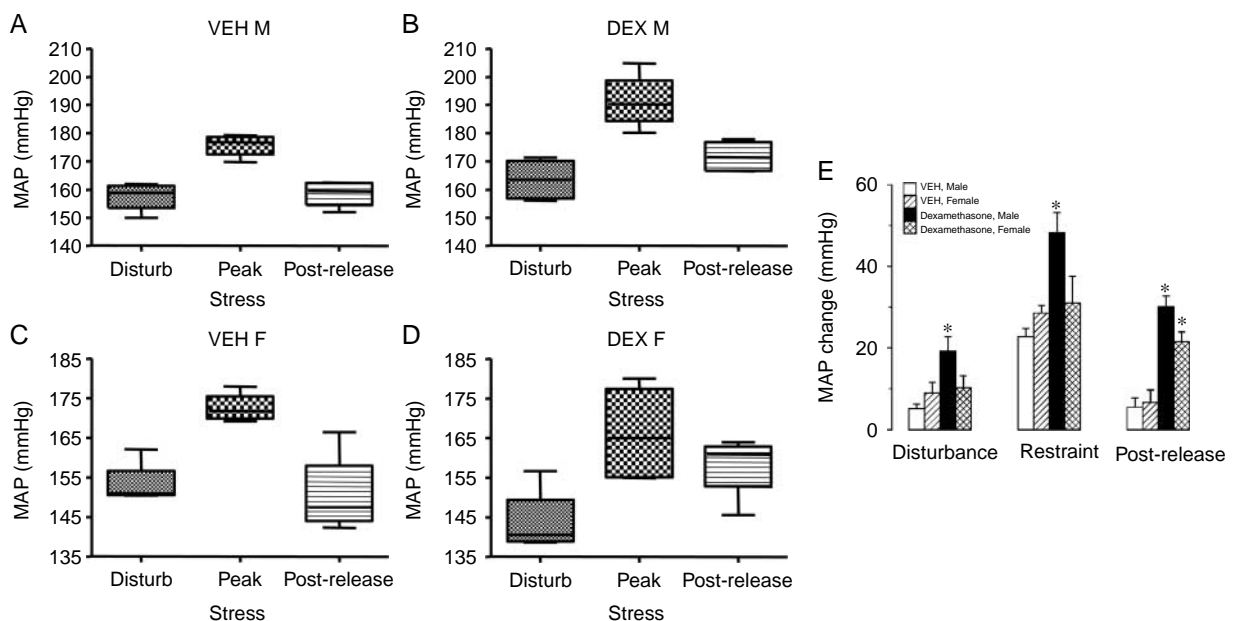 A
VEH M
MAP (mmHg)
210
200
190
180
170
160
150
140
Disturb Peak Post-release
Stress
B
DEX M
MAP (mmHg)
210
200
190
180
170
160
150
140
Disturb Peak Post-release
Stress
C
VEH F
MAP (mmHg)
185
175
165
155
145
135
Disturb Peak Post-release
Stress
D
DEX F
MAP (mmHg)
185
175
165
155
145
135
Disturb Peak Post-release
Stress
E
MAP change (mmHg)
60
40
20
0
VEH, Male
VEH, Female
Dexamethasone, Male
Dexamethasone, Female
*
*
*
*
Disturbance Restraint Post-release